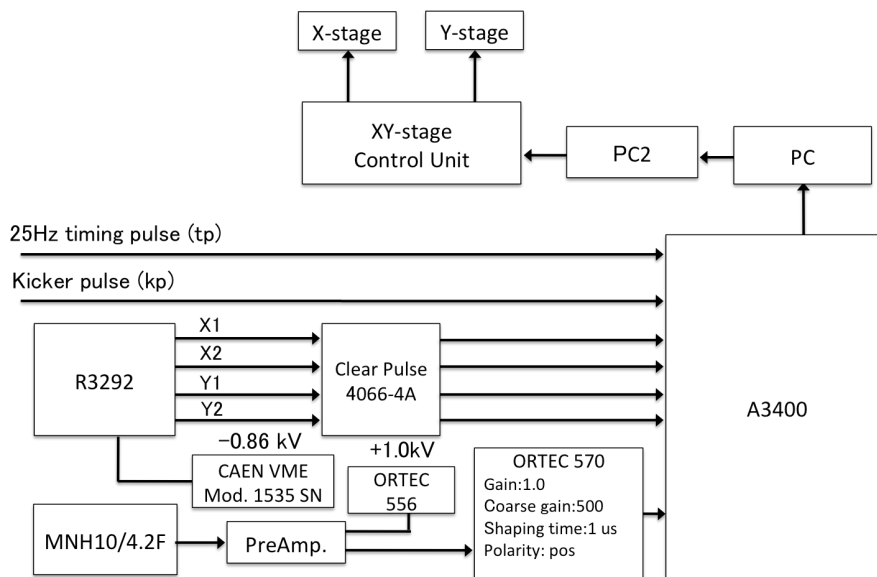 X-stage
Y-stage
XY-stage
Control Unit
PC2
PC
25Hz timing pulse (tp)
Kicker pulse (kp)
R3292
X1
X2
Y1
Y2
Clear Pulse
4066-4A
A3400
−0.86 kV
CAEN VME
Mod. 1535 SN
+1.0kV
ORTEC
556
ORTEC 570
Gain:1.0
Coarse gain:500
Shaping time:1 us
Polarity: pos
MNH10/4.2F
PreAmp.